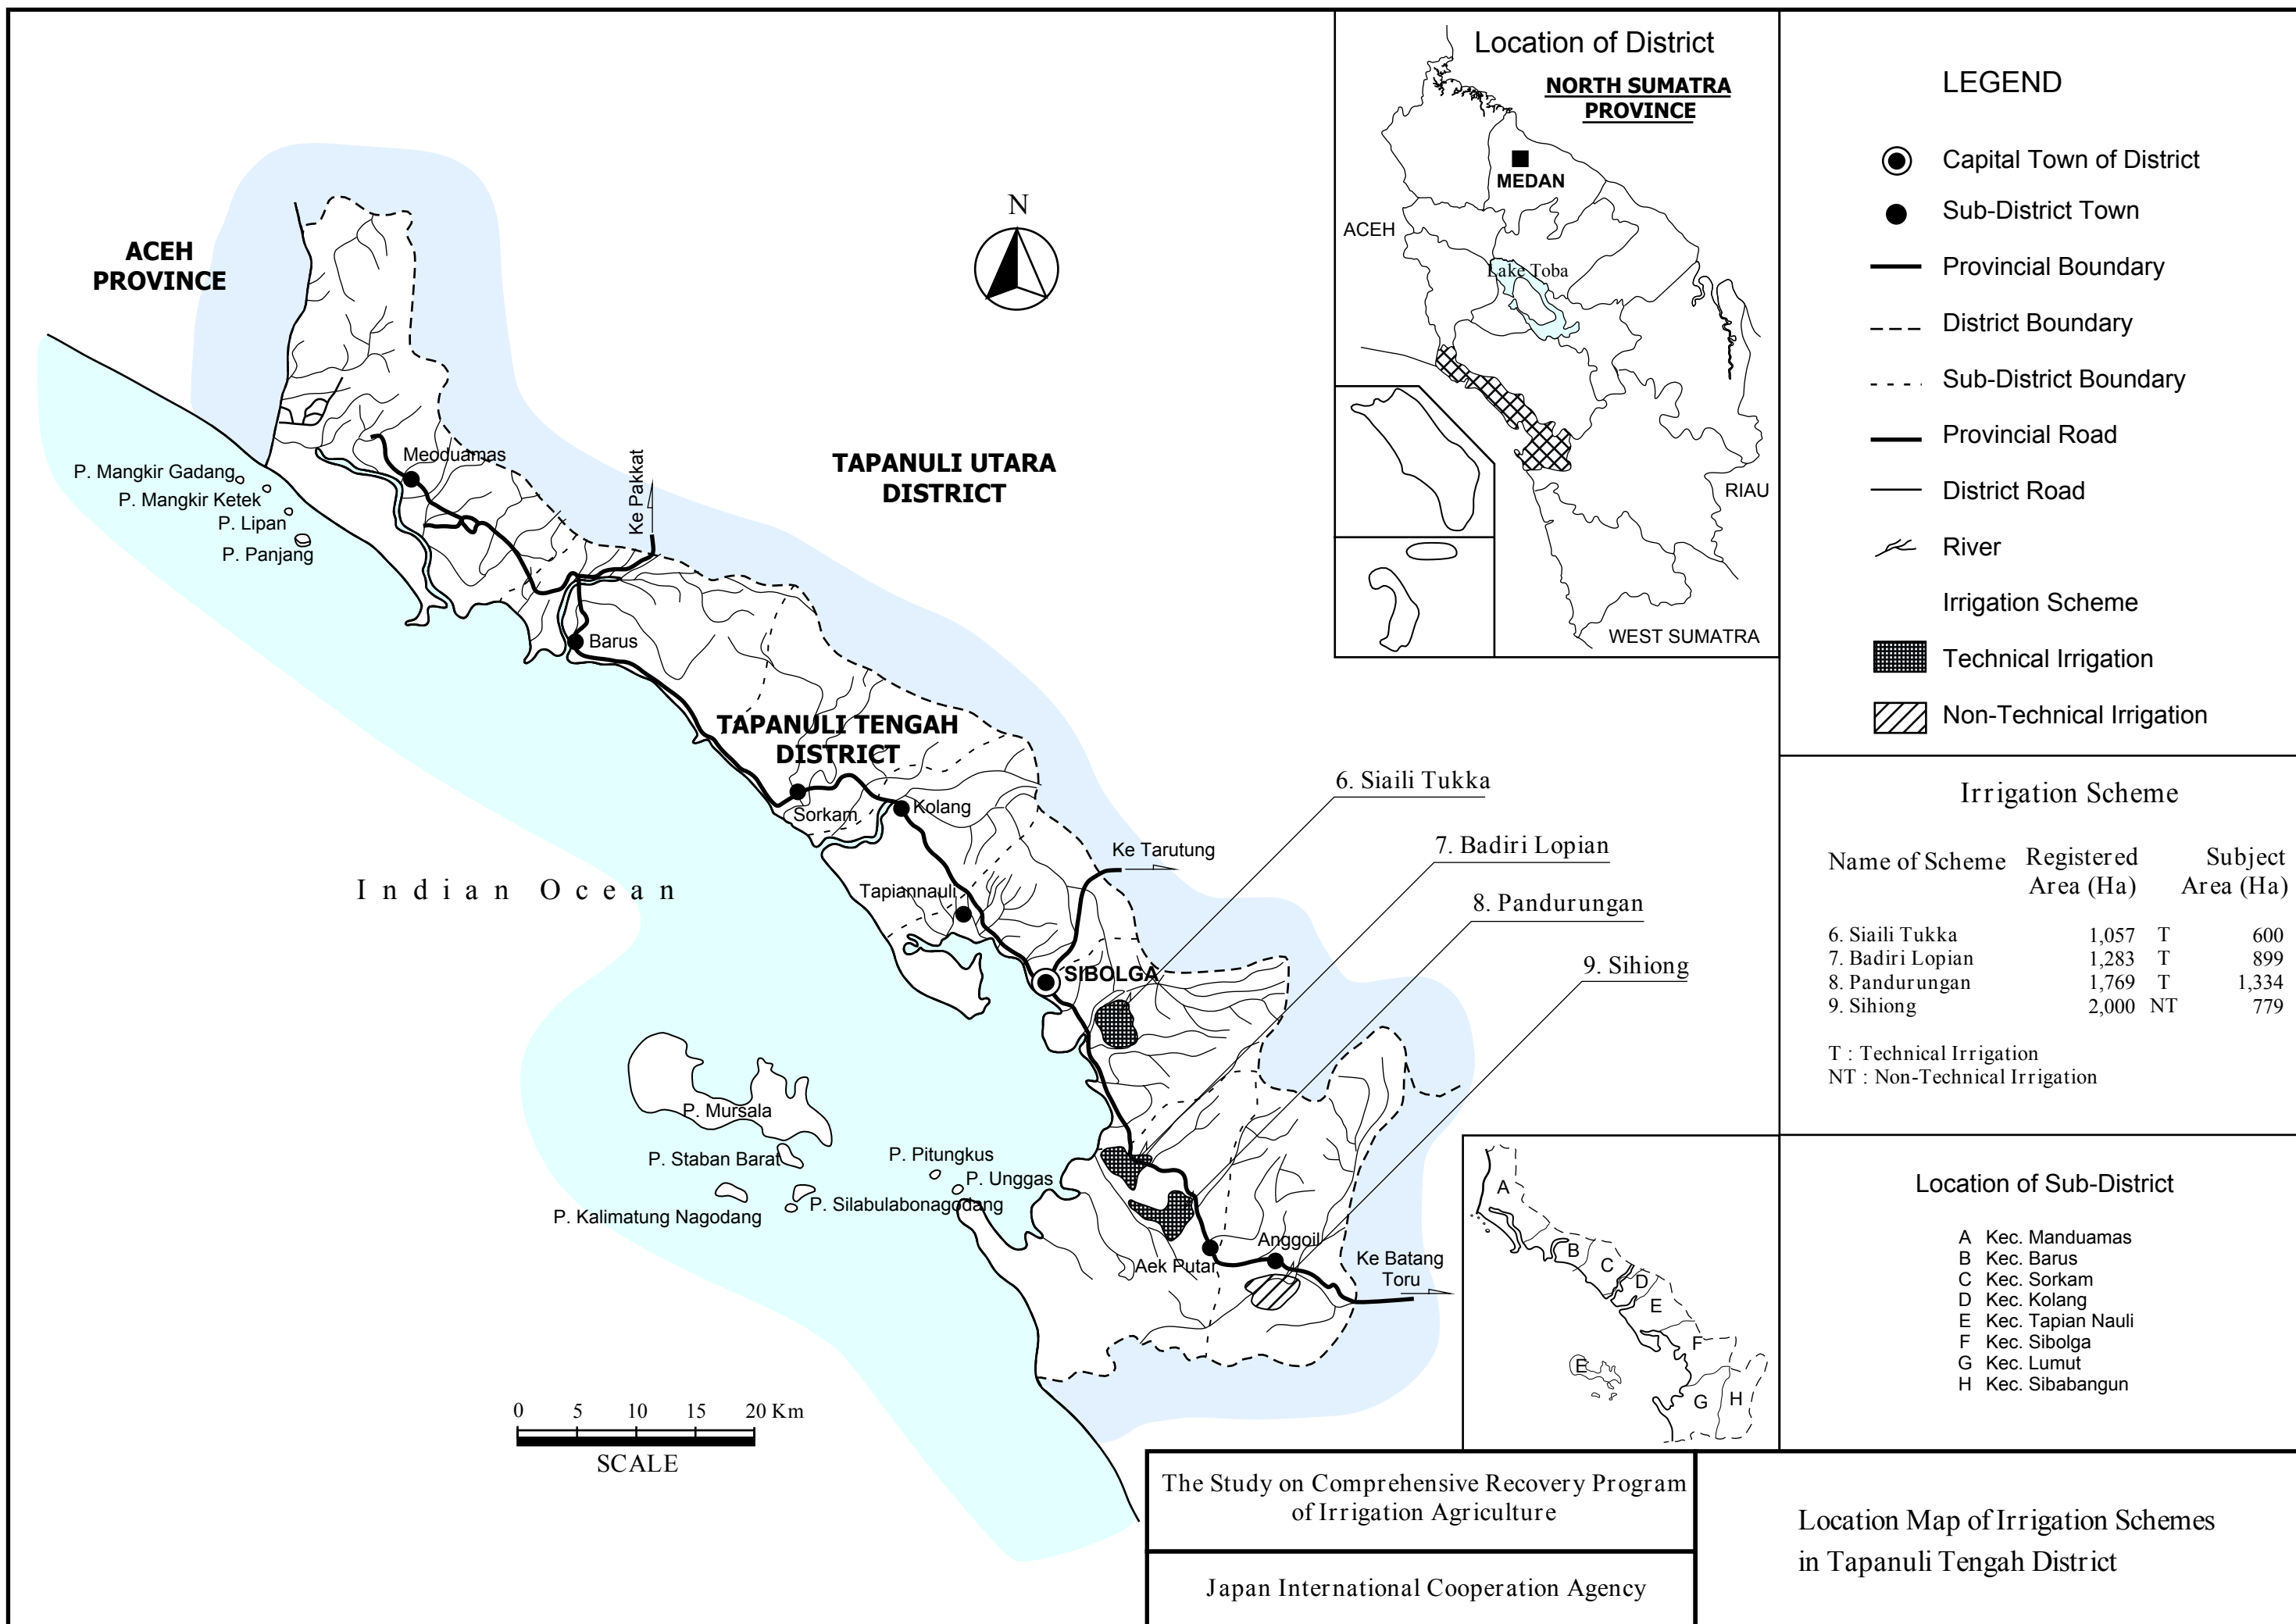 ACEH
PROVINCE
N
TAPANULI UTARA
DISTRICT
P. Mangkir Gadang
P. Mangkir Ketek
P. Lipan
P. Panjang
Meoduamas
Ke Pakkat
Barus
TAPANULI TENGAH
DISTRICT
Sorkam
Kolang
Tapiannauli
Ke Tarutung
SIBOLGA
Indian Ocean
6. Siaili Tukka
7. Badiri Lopian
8. Pandurungan
9. Sihiong
P. Mursala
P. Staban Barat
P. Kalimatung Nagodang
P. Silabulabonagodang
P. Pitungkus
P. Unggas
Aek Putar
Anggoil
Ke Batang
Toru
0 5 10 15 20 Km
SCALE
Location of District
NORTH SUMATRA
PROVINCE
MEDAN
ACEH
Lake Toba
RIAU
WEST SUMATRA
LEGEND
Capital Town of District
Sub-District Town
Provincial Boundary
District Boundary
Sub-District Boundary
Provincial Road
District Road
River
Irrigation Scheme
Technical Irrigation
Non-Technical Irrigation
Irrigation Scheme
Name of Scheme Registered Subject
Area (Ha) Area (Ha)
6. Siaili Tukka 1,057 T 600
7. Badiri Lopian 1,283 T 899
8. Pandurungan 1,769 T 1,334
9. Sihiong 2,000 NT 779
T : Technical Irrigation
NT : Non-Technical Irrigation
A
B
C
D
E
F
E
G
H
Location of Sub-District
A Kec. Manduamas
B Kec. Barus
C Kec. Sorkam
D Kec. Kolang
E Kec. Tapian Nauli
F Kec. Sibolga
G Kec. Lumut
H Kec. Sibabangun
The Study on Comprehensive Recovery Program
of Irrigation Agriculture
Japan International Cooperation Agency
Location Map of Irrigation Schemes
in Tapanuli Tengah District